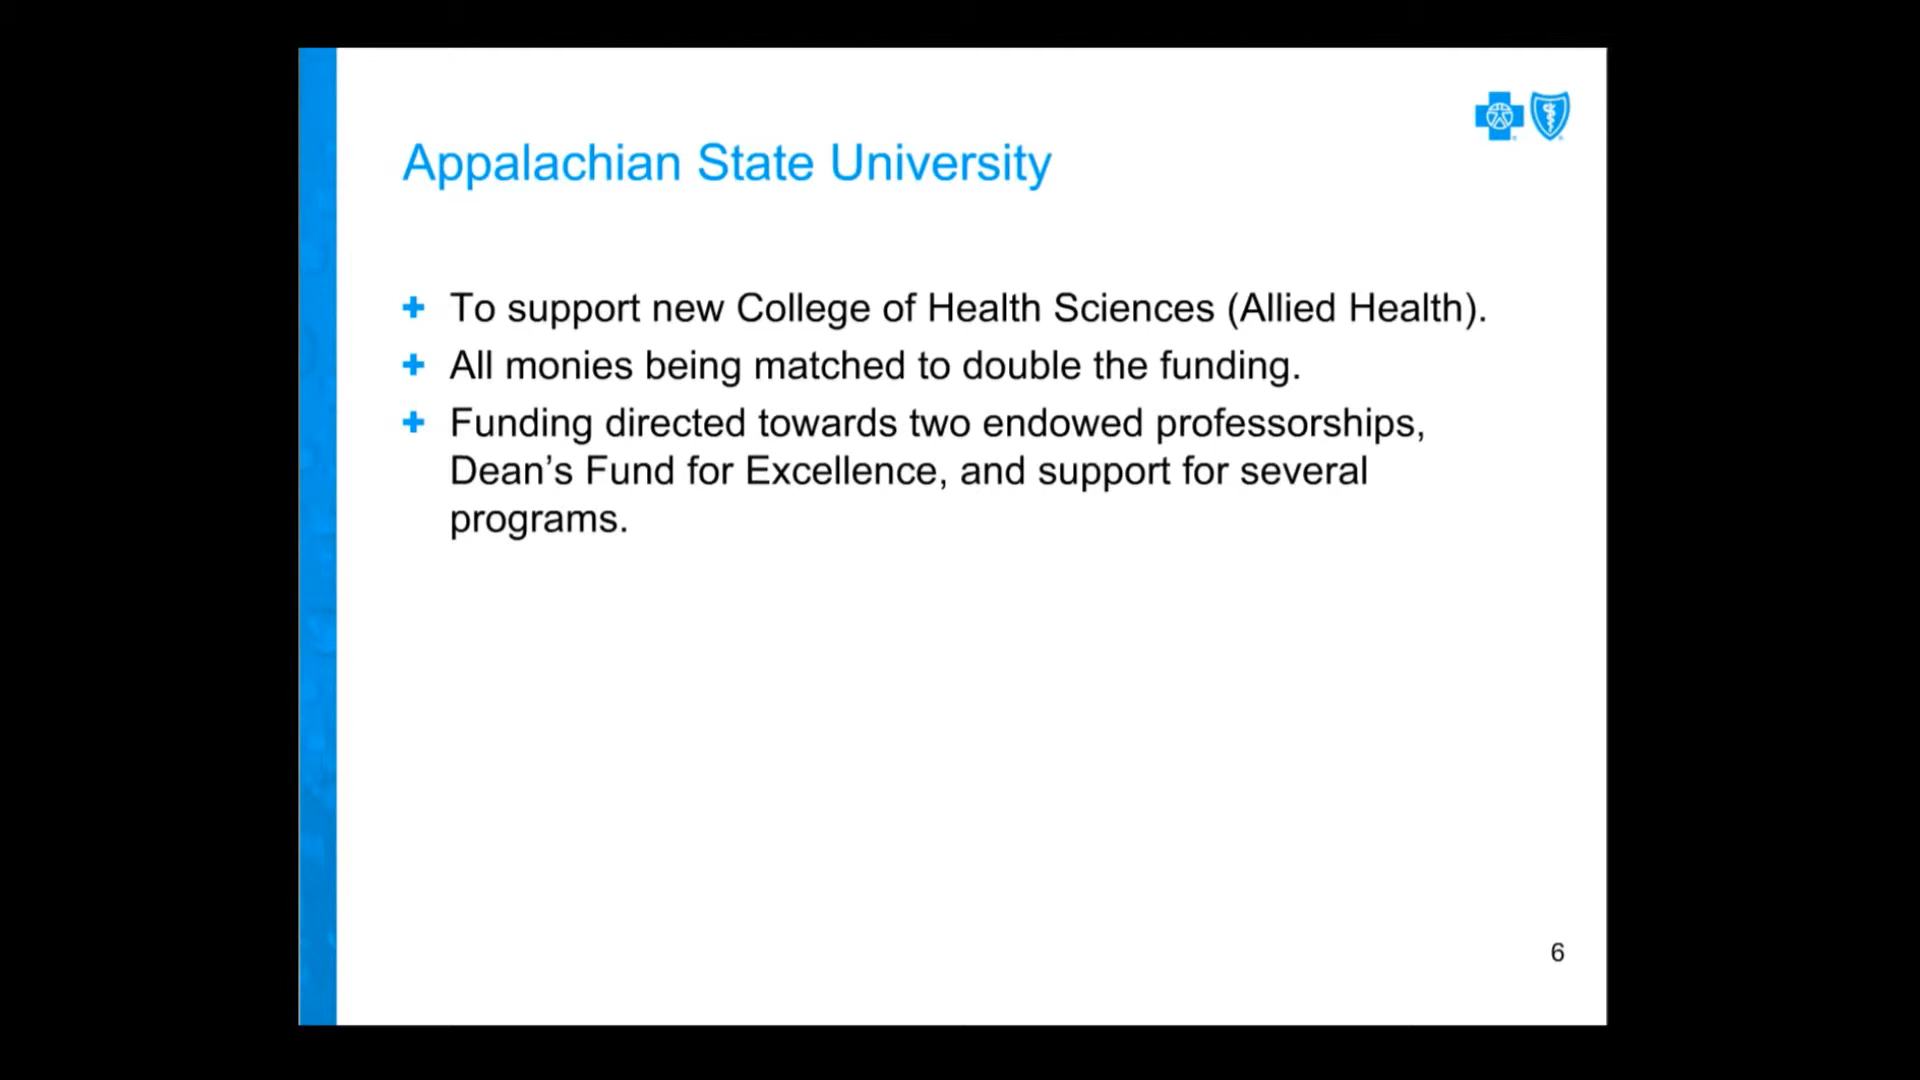 Appalachian State University
To support new College of Health Sciences (Allied Health).
All monies being matched to double the funding.
Funding directed towards two endowed professorships,
Dean’s Fund for Excellence, and support for several
programs.
6